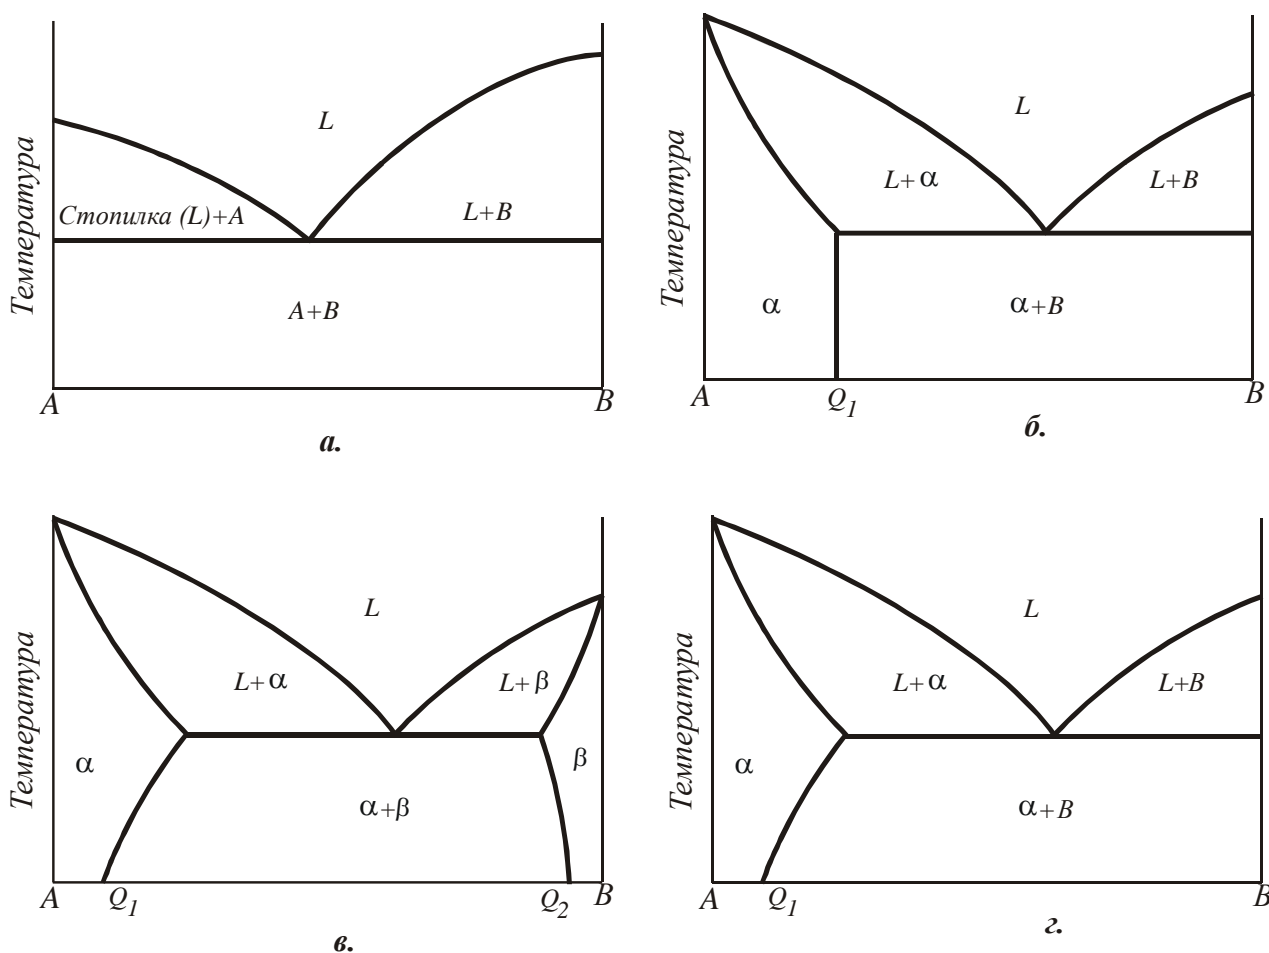 Температура
L
Стопилка (L)+A
L+B
A+B
A
B
а.
Температура
L
L+α
L+B
α
α+B
A
Q1
B
б.
Температура
L
L+α
L+β
α
β
α+β
A
Q1
Q2
B
в.
Температура
L
L+α
L+B
α
α+B
A
Q1
B
г.